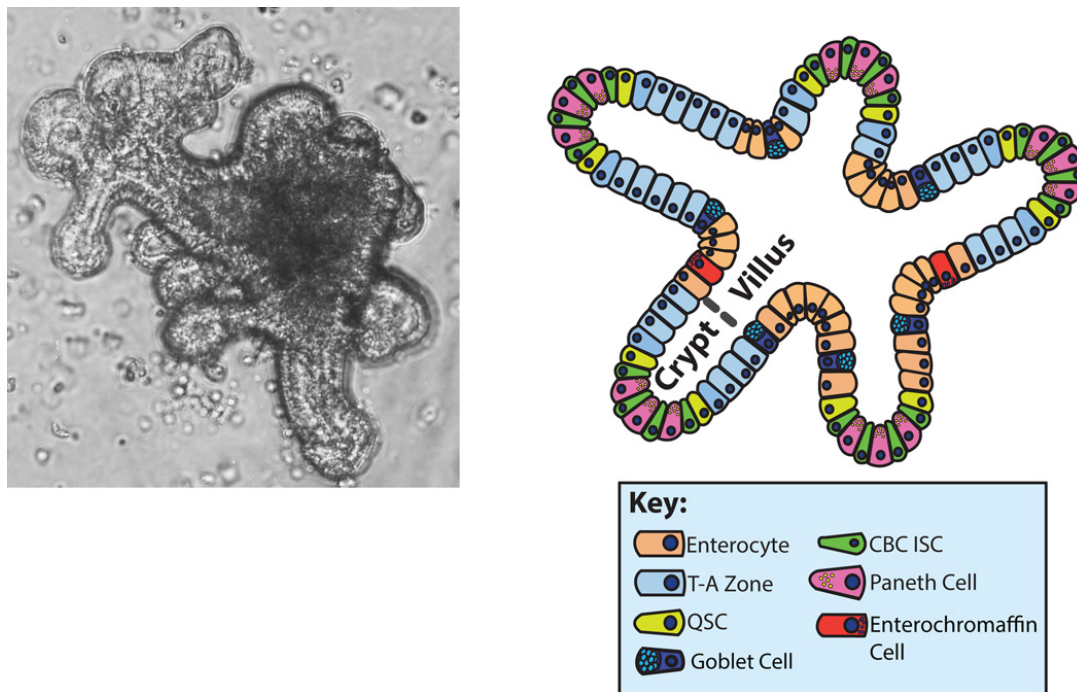 Villus
Crypt
Key:
Enterocyte
T-A Zone
QSC
Goblet Cell
CBC ISC
Paneth Cell
Enterochromaffin
Cell